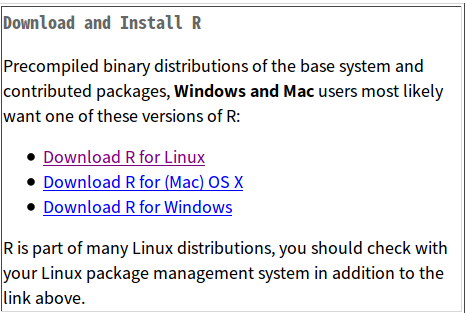 Download and Install R
Precompiled binary distributions of the base system and
contributed packages, Windows and Mac users most likely
want one of these versions of R:
Download R for Linux
Download R for (Mac) OS X
Download R for Windows
R is part of many Linux distributions, you should check with
your Linux package management system in addition to the
link above.